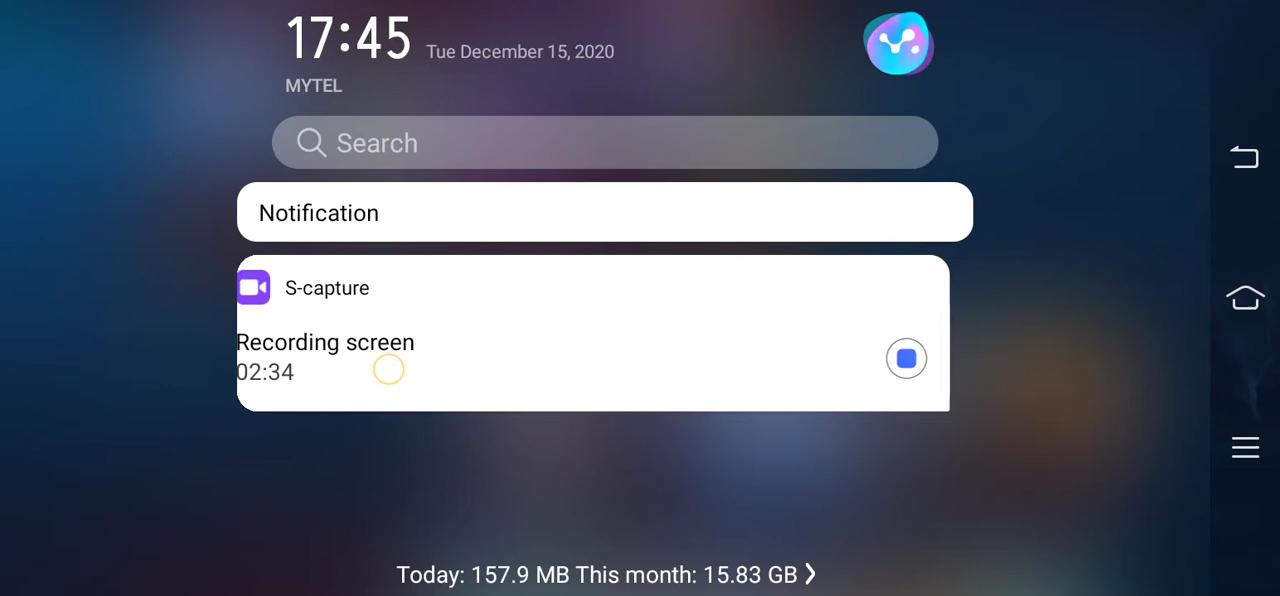 17:45 Tue December 15, 2020
MYTEL
Search
Notification
S-capture
Recording screen
02:34
Today: 157.9 MB This month: 15.83 GB